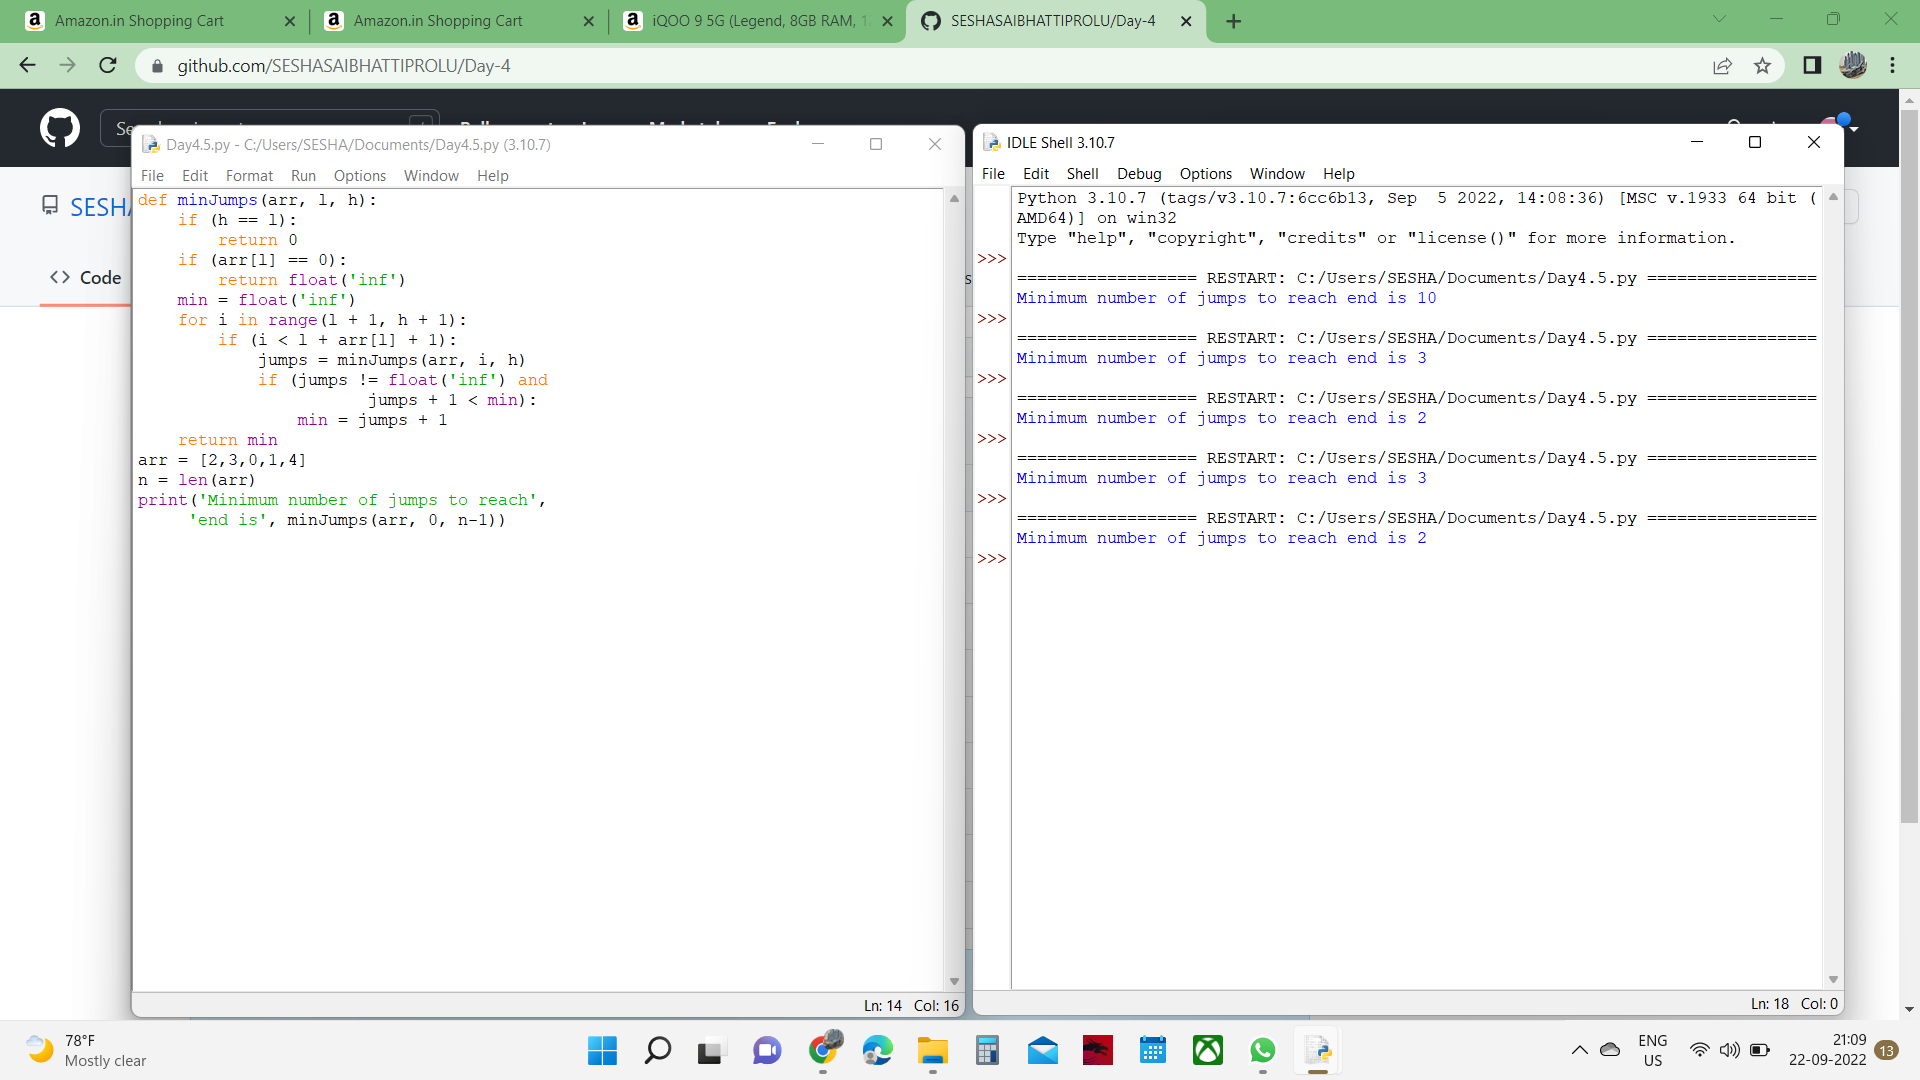 Amazon.in Shopping Cart
Amazon.in Shopping Cart
iQOO 9 5G (Legend, 8GB RAM, 1
SESHASAIBHATTIPROLU/Day-4
github.com/SESHASAIBHATTIPROLU/Day-4
SESH
<> Code
Day4.5.py - C:/Users/SESHA/Documents/Day4.5.py (3.10.7)
File Edit Format Run Options Window Help
def minJumps(arr, l, h):
    if (h == l):
        return 0
    if (arr[l] == 0):
        return float('inf')
    min = float('inf')
    for i in range(l + 1, h + 1):
        if (i < l + arr[l] + 1):
            jumps = minJumps(arr, i, h)
            if (jumps != float('inf') and
                       jumps + 1 < min):
                min = jumps + 1
    return min
arr = [2,3,0,1,4]
n = len(arr)
print('Minimum number of jumps to reach',
     'end is', minJumps(arr, 0, n-1))
Ln: 14 Col: 16
IDLE Shell 3.10.7
File Edit Shell Debug Options Window Help
Python 3.10.7 (tags/v3.10.7:6cc6b13, Sep  5 2022, 14:08:36) [MSC v.1933 64 bit (
AMD64)] on win32
Type "help", "copyright", "credits" or "license()" for more information.
>>>
================== RESTART: C:/Users/SESHA/Documents/Day4.5.py =================
Minimum number of jumps to reach end is 10
>>>
================== RESTART: C:/Users/SESHA/Documents/Day4.5.py =================
Minimum number of jumps to reach end is 3
>>>
================== RESTART: C:/Users/SESHA/Documents/Day4.5.py =================
Minimum number of jumps to reach end is 2
>>>
================== RESTART: C:/Users/SESHA/Documents/Day4.5.py =================
Minimum number of jumps to reach end is 3
>>>
================== RESTART: C:/Users/SESHA/Documents/Day4.5.py =================
Minimum number of jumps to reach end is 2
>>>
Ln: 18 Col: 0
78°F
Mostly clear
ENG
US
21:09
22-09-2022
13